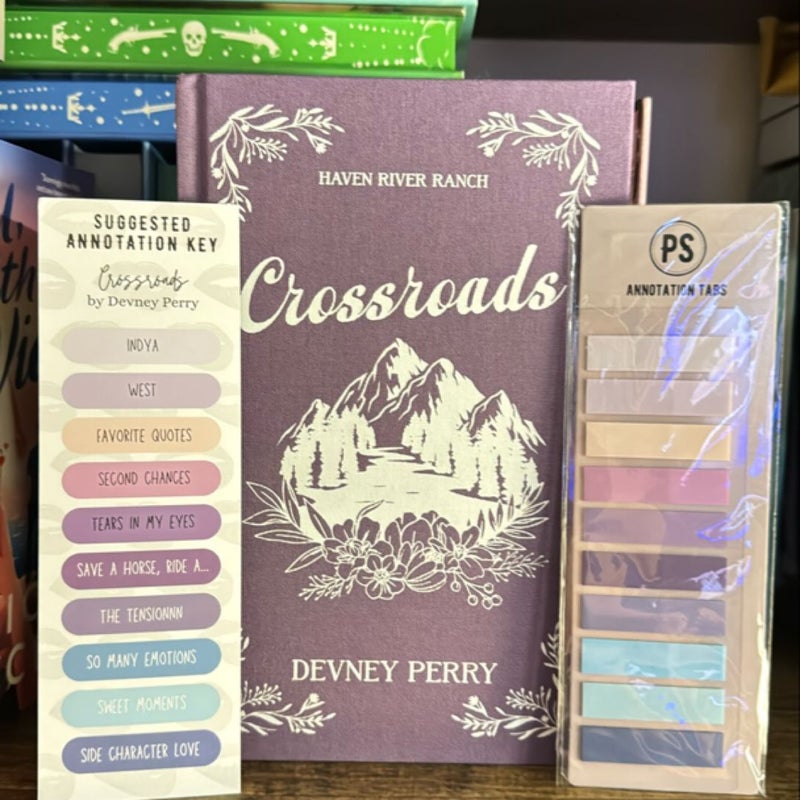 SUGGESTED
ANNOTATION KEY
Crossroads
by Devney Perry
INDYA
WEST
FAVORITE QUOTES
SECOND CHANCES
TEARS IN MY EYES
SAVE A HORSE, RIDE A...
THE TENSIONNN
SO MANY EMOTIONS
SWEET MOMENTS
SIDE CHARACTER LOVE
HAVEN RIVER RANCH
Crossroads
DEVNEY PERRY
PS
ANNOTATION TABS